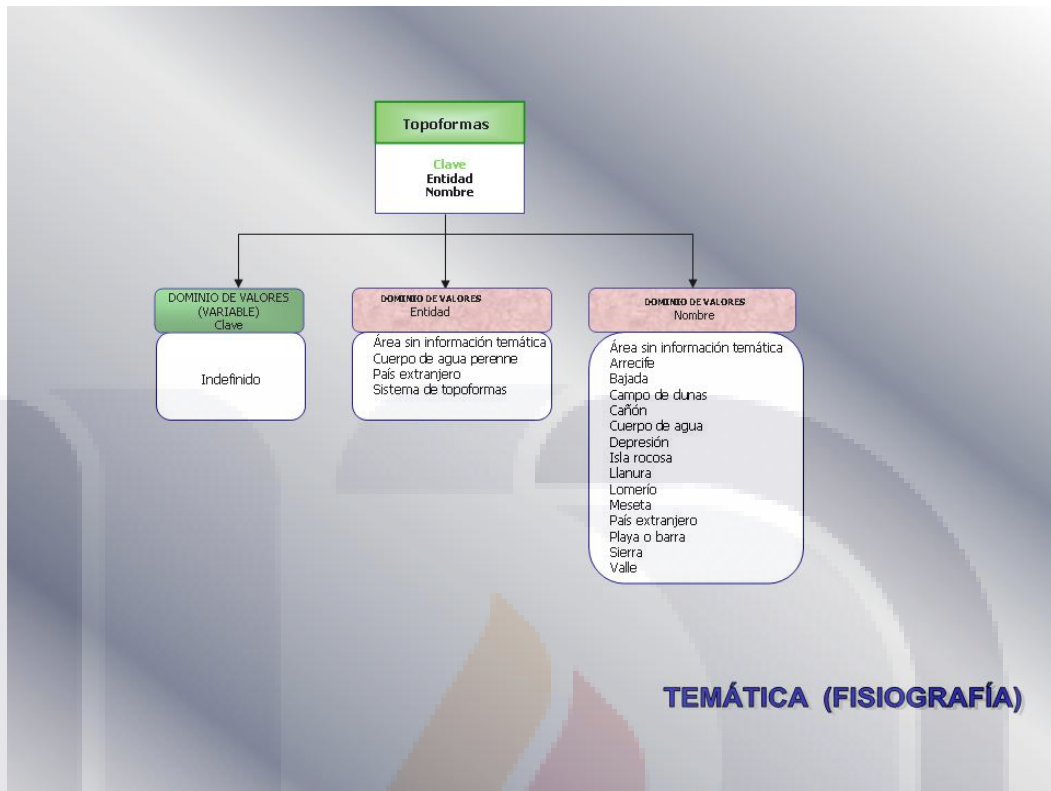 Topoformas
Clave
Entidad
Nombre
DOMINIO DE VALORES
(VARIABLE)
Clave
Indefinido
DOMINIO DE VALORES
Entidad
Área sin información temática
Cuerpo de agua perenne
País extranjero
Sistema de topoformas
DOMINIO DE VALORES
Nombre
Área sin información temática
Arrecife
Bajada
Campo de dunas
Cañón
Cuerpo de agua
Depresión
Isla rocosa
Llanura
Lomerío
Meseta
País extranjero
Playa o barra
Sierra
Valle
TEMÁTICA (FISIOGRAFÍA)